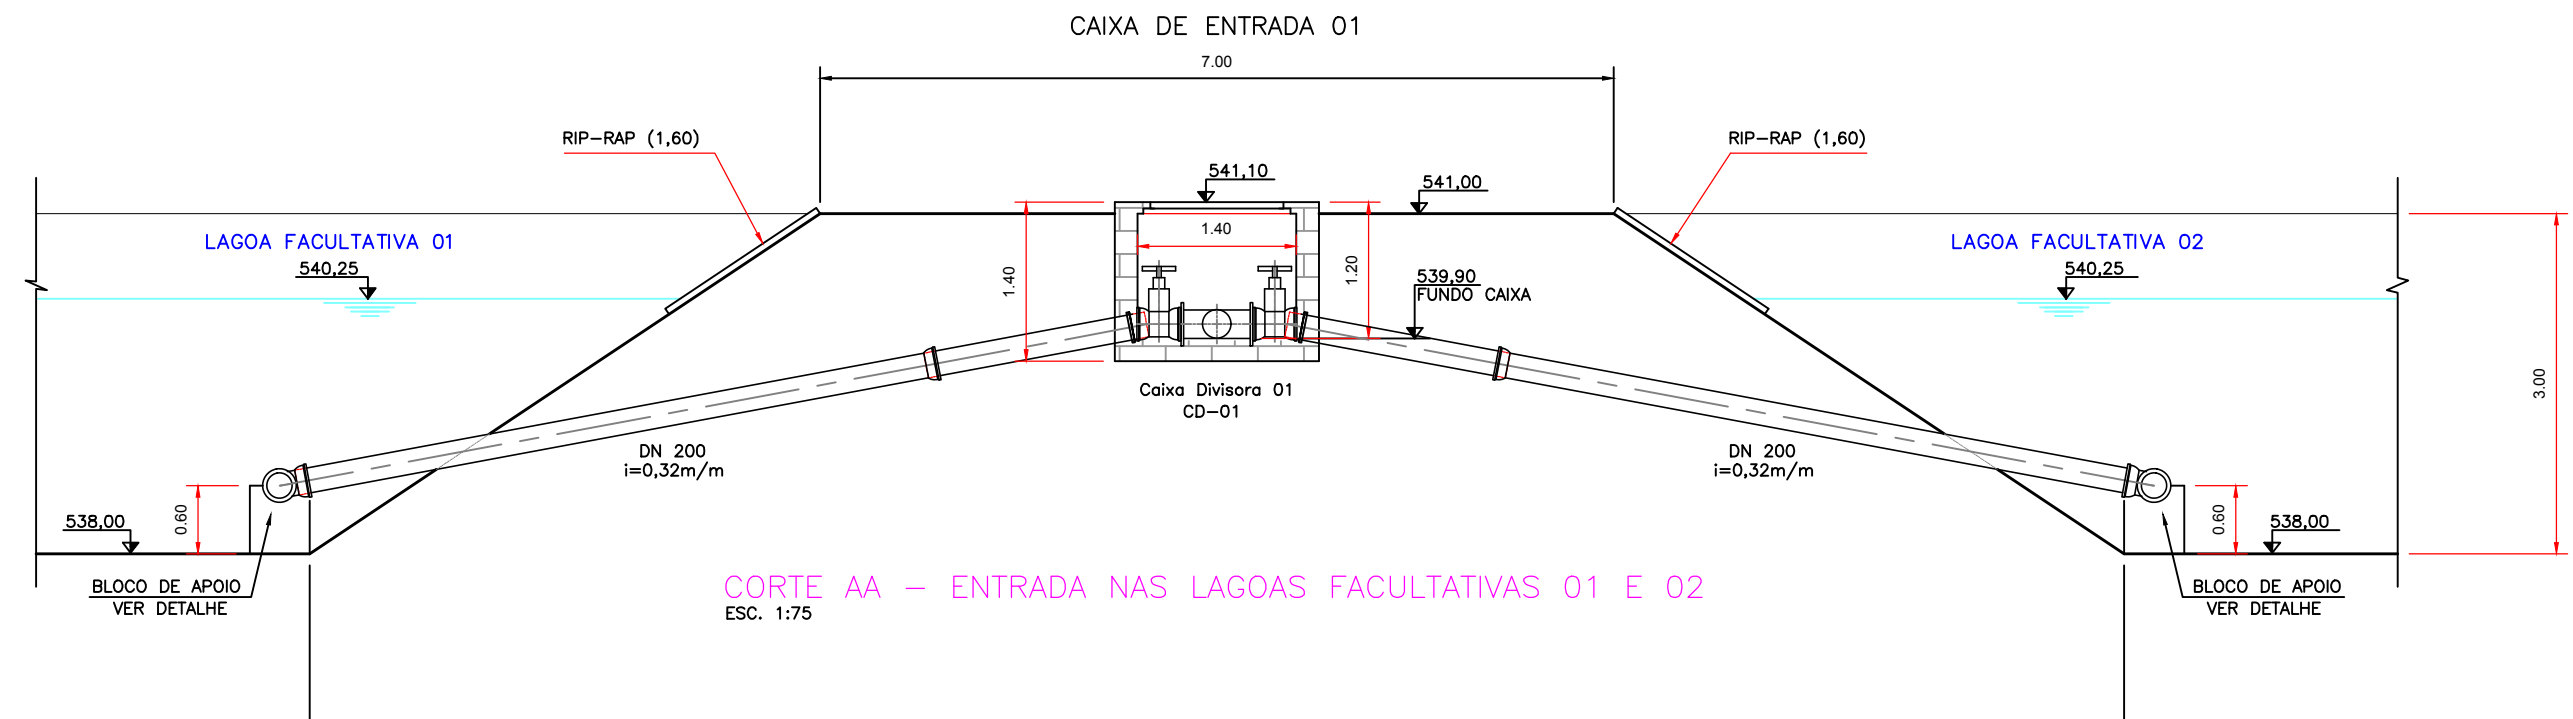 CAIXA DE ENTRADA 01
7.00
RIP-RAP (1,60)
RIP-RAP (1,60)
541,10
541,00
LAGOA FACULTATIVA 01
540,25
1.40
1.40
1.20
539,90
FUNDO CAIXA
LAGOA FACULTATIVA 02
540,25
3.00
Caixa Divisora 01
CD-01
DN 200
i=0,32m/m
DN 200
i=0,32m/m
0.60
538,00
0.60
538,00
BLOCO DE APOIO
VER DETALHE
CORTE AA - ENTRADA NAS LAGOAS FACULTATIVAS 01 E 02
ESC. 1:75
BLOCO DE APOIO
VER DETALHE